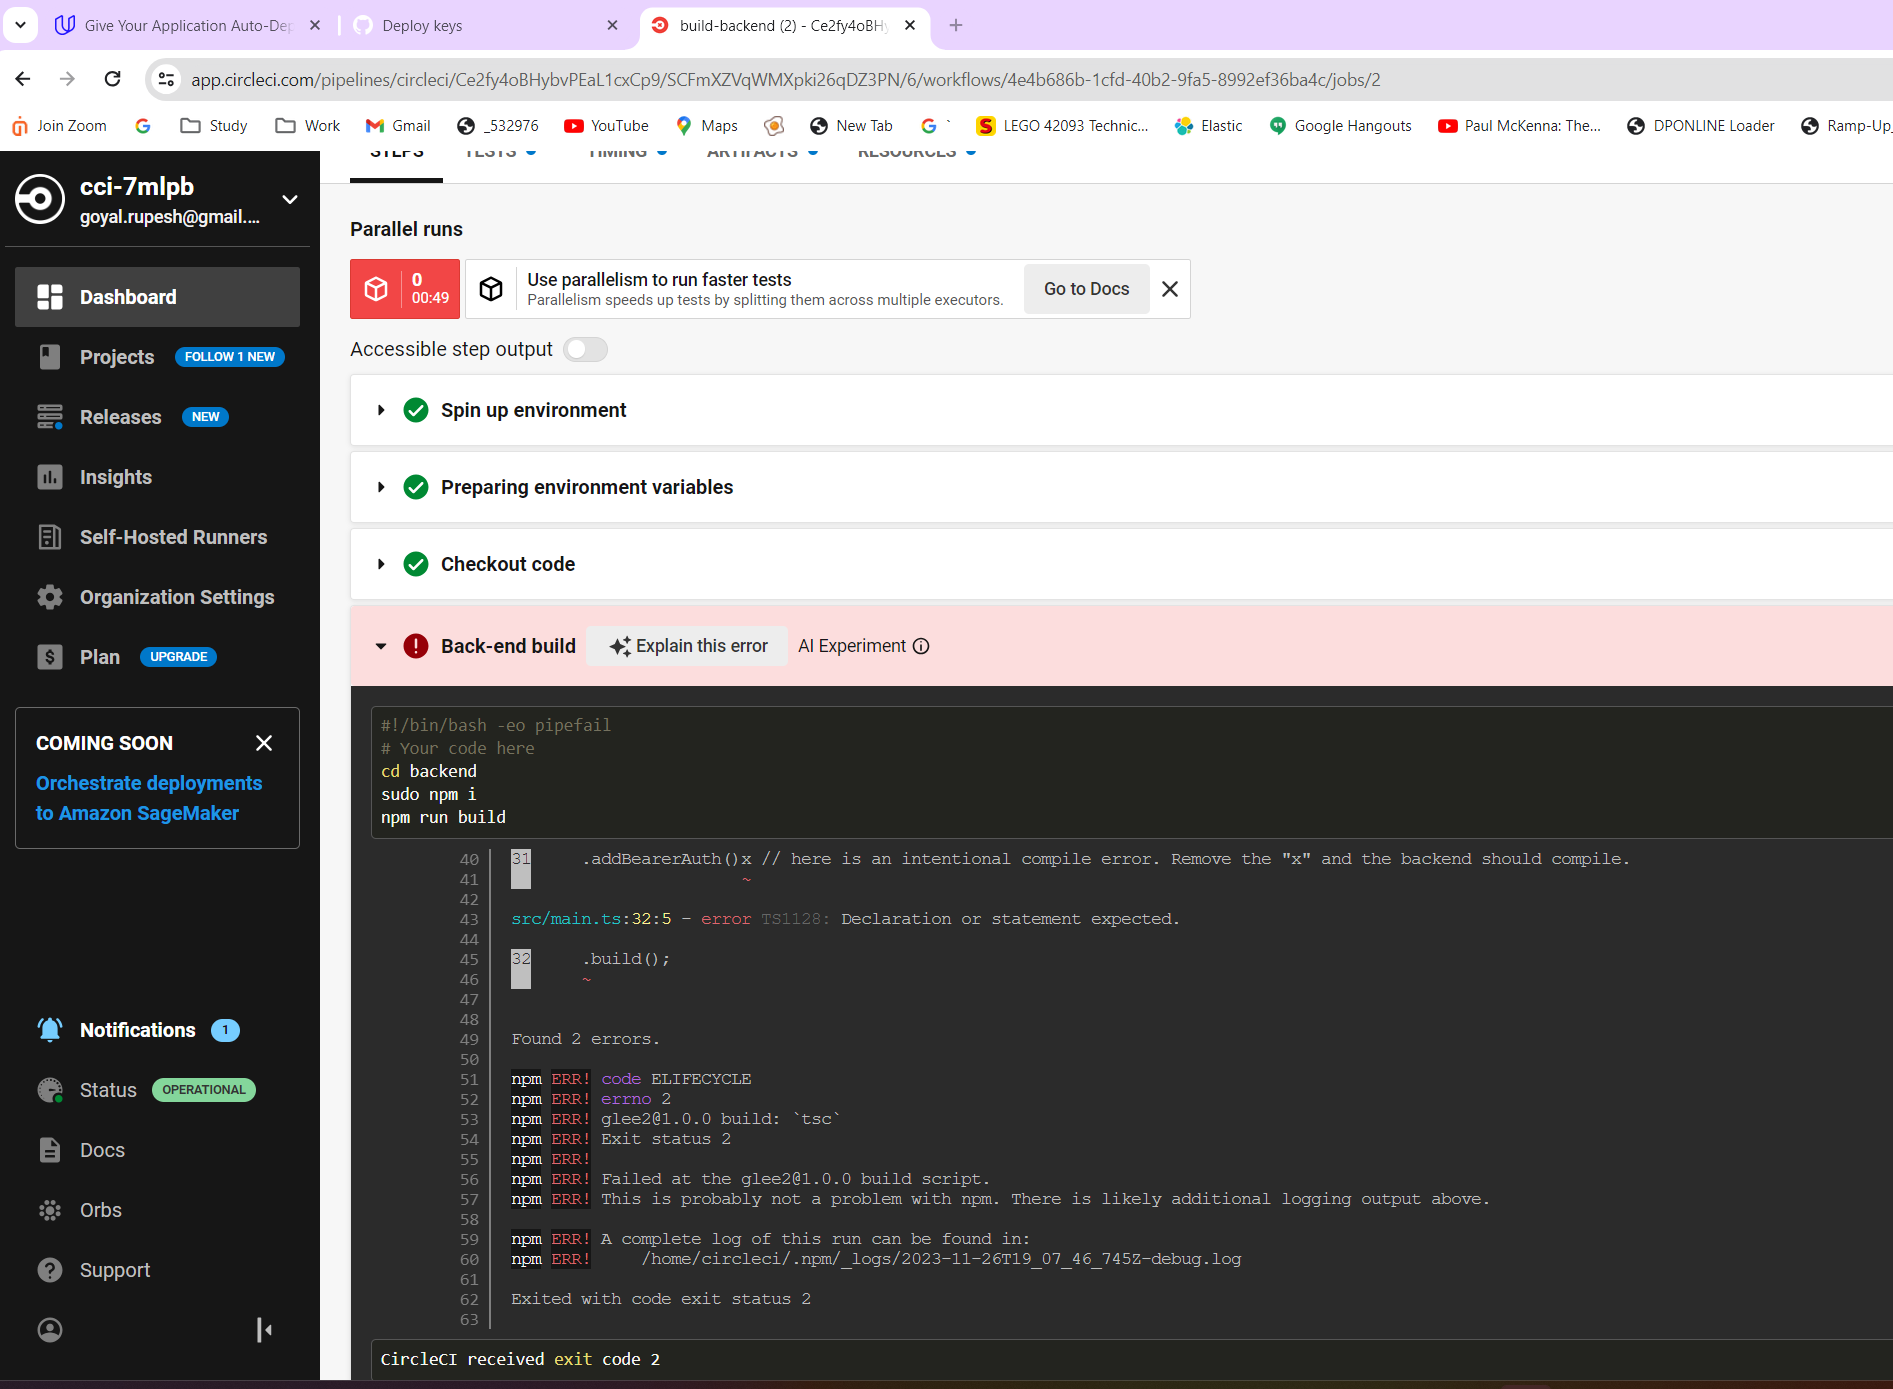 Give Your Application Auto-Dep
Deploy keys
build-backend (2) - Ce2fy4oBHy
app.circleci.com/pipelines/circleci/Ce2fy4oBHybvPEaL1cxCp9/SCFmXZVqWMXpki26qDZ3PN/6/workflows/4e4b686b-1cfd-40b2-9fa5-8992ef36ba4c/jobs/2
Join Zoom Study Work Gmail _532976 YouTube Maps New Tab ` LEGO 42093 Technic... Elastic Google Hangouts Paul McKenna: The... DPONLINE Loader Ramp-Up_
STEPS TESTS TIMING ARTIFACTS RESOURCES
cci-7mlpb
goyal.rupesh@gmail....
Dashboard
Projects FOLLOW 1 NEW
Releases NEW
Insights
Self-Hosted Runners
Organization Settings
Plan UPGRADE
COMING SOON
Orchestrate deployments
to Amazon SageMaker
Notifications 1
Status OPERATIONAL
Docs
Orbs
Support
Parallel runs
0
00:49
Use parallelism to run faster tests
Parallelism speeds up tests by splitting them across multiple executors.
Go to Docs
Accessible step output
Spin up environment
Preparing environment variables
Checkout code
Back-end build Explain this error AI Experiment
#!/bin/bash -eo pipefail
# Your code here
cd backend
sudo npm i
npm run build
40 31 .addBearerAuth()x // here is an intentional compile error. Remove the "x" and the backend should compile.
41 ~
42
43 src/main.ts:32:5 - error TS1128: Declaration or statement expected.
44
45 32 .build();
46 ~
47
48
49 Found 2 errors.
50
51 npm ERR! code ELIFECYCLE
52 npm ERR! errno 2
53 npm ERR! glee2@1.0.0 build: `tsc`
54 npm ERR! Exit status 2
55 npm ERR!
56 npm ERR! Failed at the glee2@1.0.0 build script.
57 npm ERR! This is probably not a problem with npm. There is likely additional logging output above.
58
59 npm ERR! A complete log of this run can be found in:
60 npm ERR! /home/circleci/.npm/_logs/2023-11-26T19_07_46_745Z-debug.log
61
62 Exited with code exit status 2
63
CircleCI received exit code 2